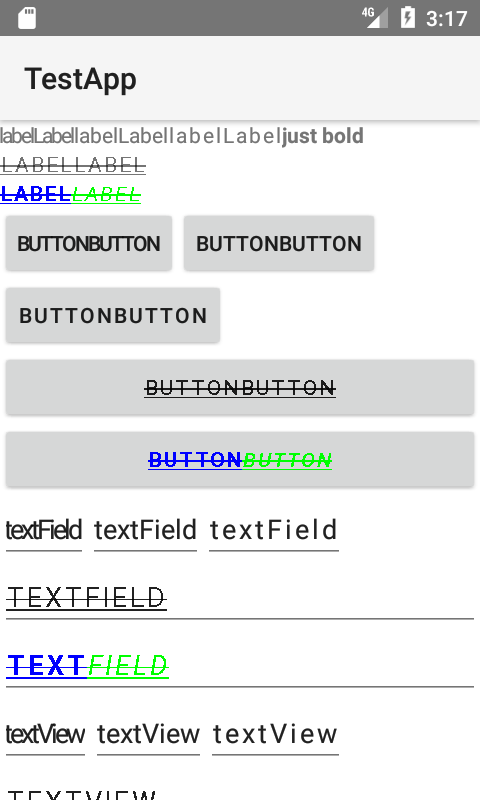 4G 3:17
TestApp
labelLabellabelLabellabelLabeljust bold
LABELLABEL
LABELLABEL
BUTTONBUTTON BUTTONBUTTON
BUTTONBUTTON
BUTTONBUTTON
BUTTONBUTTON
textField textField textField
TEXTFIELD
TEXTFIELD
textView textView textView
TEXTVIEW